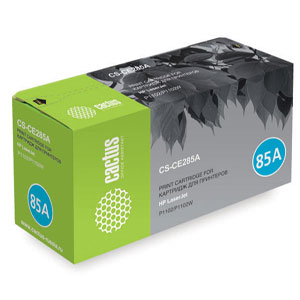 cactus
CS-CE285A
85A
cactus
CS-CE285A
PRINT CARTRIDGE FOR
КАРТРИДЖ ДЛЯ ПРИНТЕРОВ
HP LaserJet
P1102/P1102W
85A